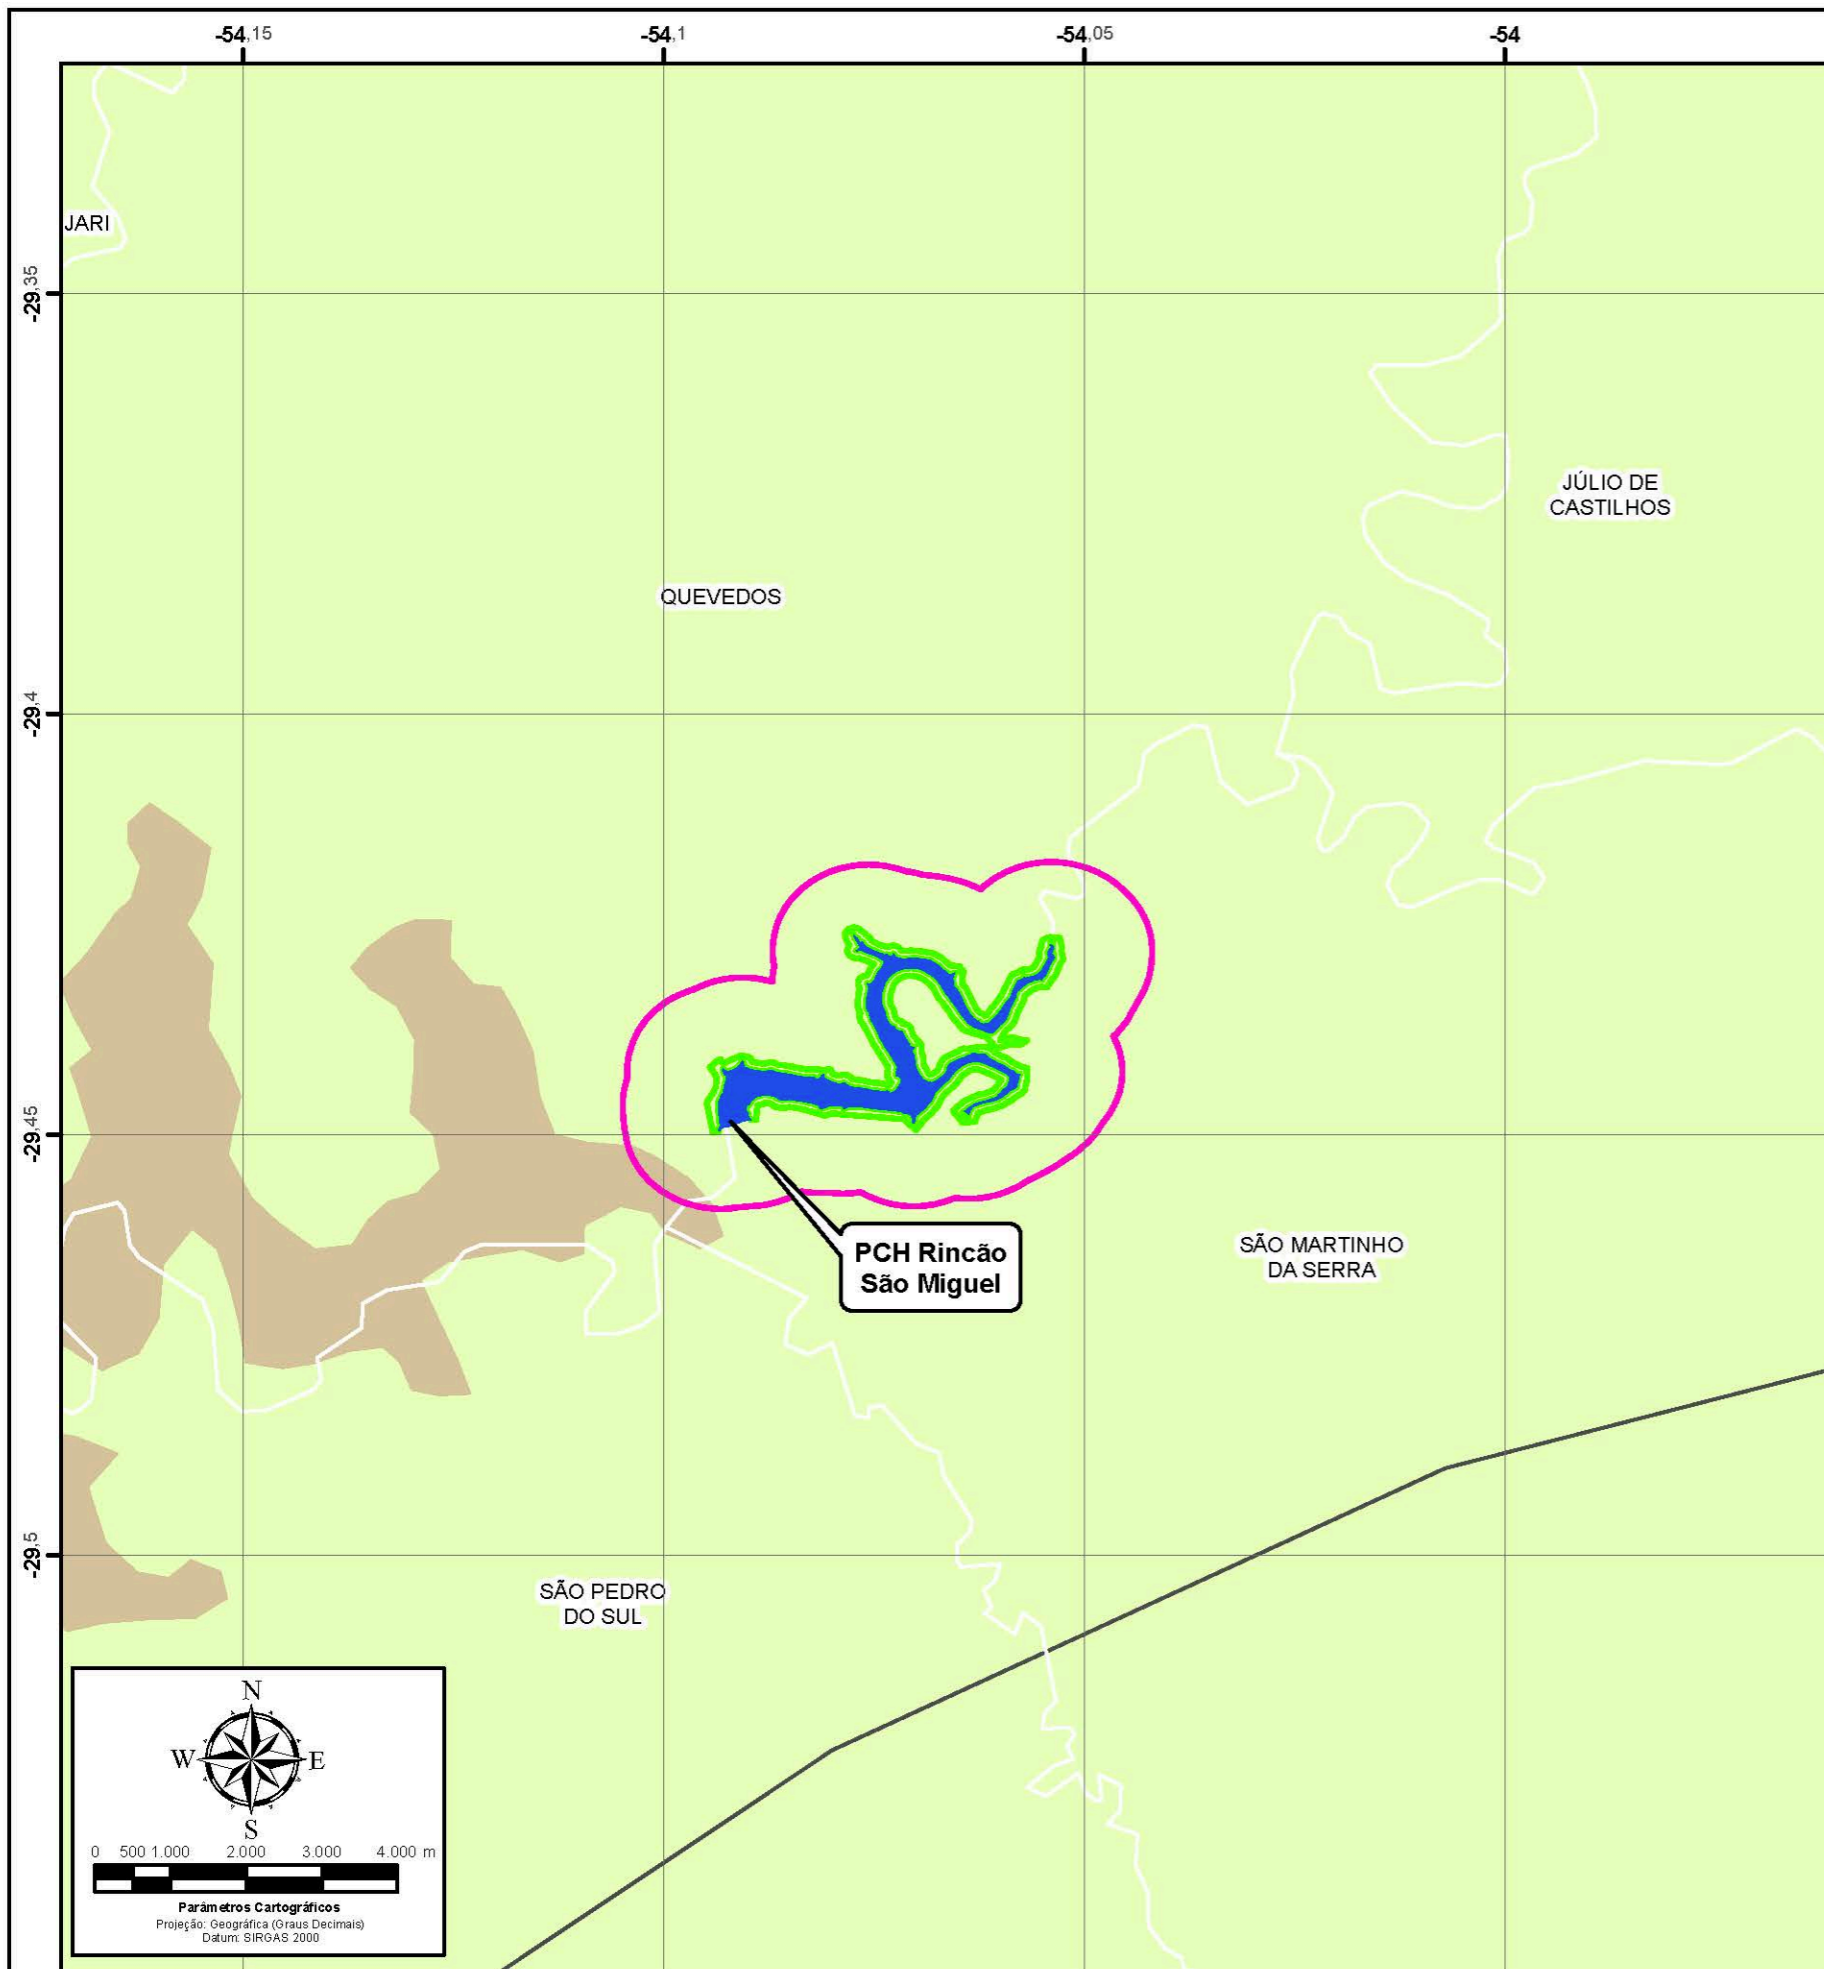 -54,15
-54,1
-54,05
-54
JARI
-29,35
JÚLIO DE
CASTILHOS
QUEVEDOS
-29,4
-29,45
PCH Rincão
São Miguel
SÃO MARTINHO
DA SERRA
-29,5
SÃO PEDRO
DO SUL
N
W
E
S
0 500 1.000 2.000 3.000 4.000 m
Parâmetros Cartográficos
Projeção: Geográfica (Graus Decimais)
Datum: SIRGAS 2000